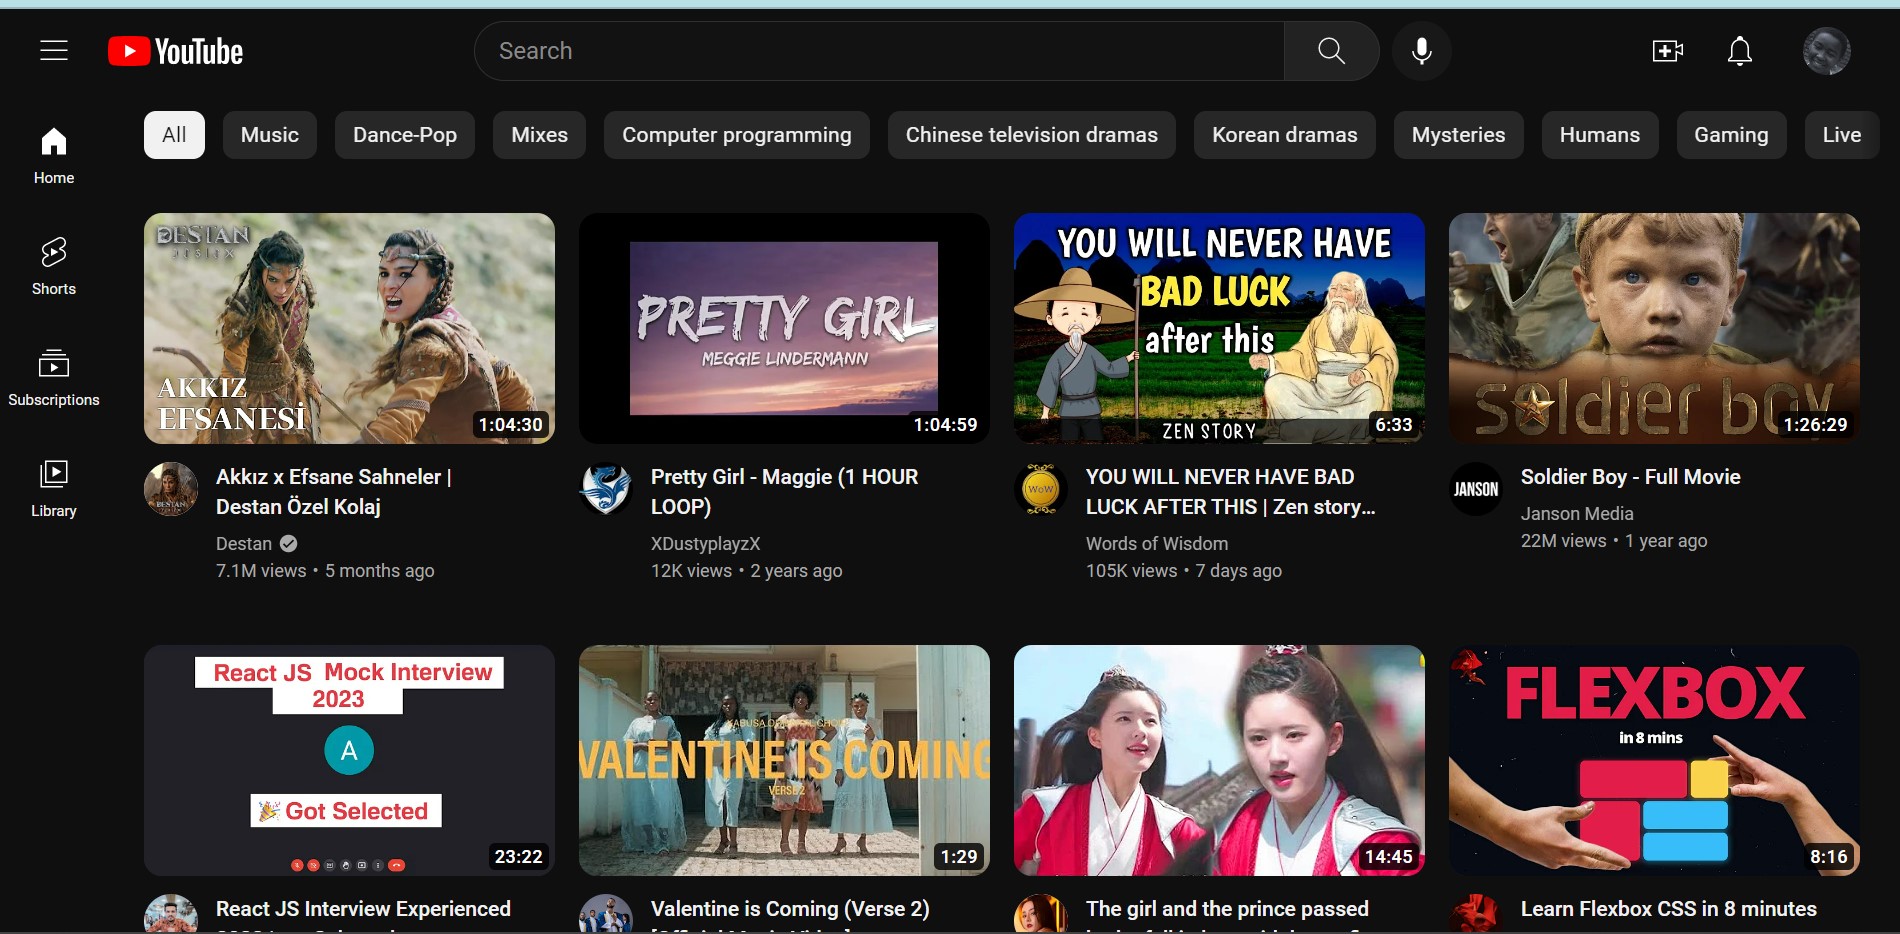 YouTube
Search
All
Music
Dance-Pop
Mixes
Computer programming
Chinese television dramas
Korean dramas
Mysteries
Humans
Gaming
Live
Home
Shorts
Subscriptions
Library
DESTAN
AKKIZ
EFSANESİ
1:04:30
PRETTY GIRL
MEGGIE LINDERMANN
1:04:59
YOU WILL NEVER HAVE
BAD LUCK
after this
ZEN STORY
6:33
soldier boy
1:26:29
DESTAN
Akkız x Efsane Sahneler |
Destan Özel Kolaj
Destan
7.1M views • 5 months ago
Pretty Girl - Maggie (1 HOUR
LOOP)
XDustyplayzX
12K views • 2 years ago
WoW
YOU WILL NEVER HAVE BAD
LUCK AFTER THIS | Zen story...
Words of Wisdom
105K views • 7 days ago
JANSON
Soldier Boy - Full Movie
Janson Media
22M views • 1 year ago
React JS Mock Interview
2023
A
Got Selected
23:22
VALENTINE IS COMING
VERSE 2
1:29
14:45
FLEXBOX
in 8 mins
8:16
React JS Interview Experienced
Valentine is Coming (Verse 2)
The girl and the prince passed
Learn Flexbox CSS in 8 minutes